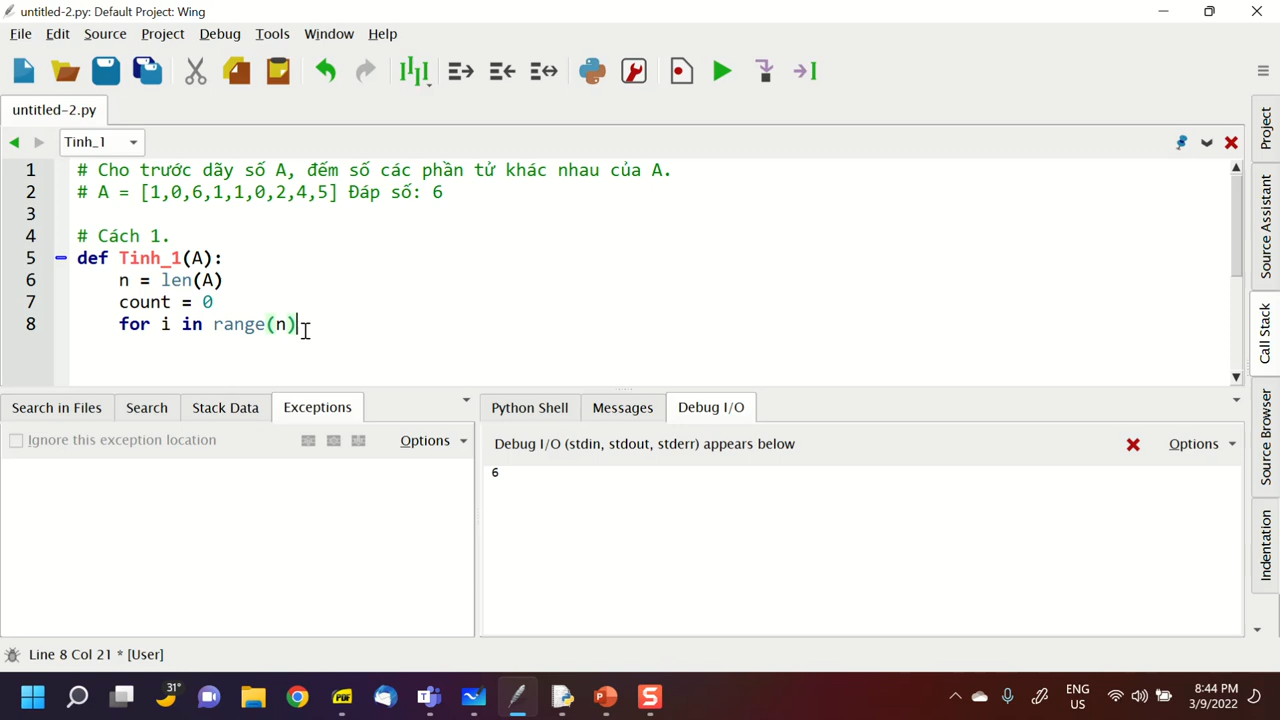 untitled-2.py: Default Project: Wing
File Edit Source Project Debug Tools Window Help
untitled-2.py
Tinh_1
1 # Cho trước dãy số A, đếm số các phần tử khác nhau của A.
2 # A = [1,0,6,1,1,0,2,4,5] Đáp số: 6
3
4 # Cách 1.
5 def Tinh_1(A):
6 n = len(A)
7 count = 0
8 for i in range(n)
Project
Source Assistant
Call Stack
Source Browser
Indentation
Search in Files Search Stack Data Exceptions
Ignore this exception location Options
Python Shell Messages Debug I/O
Debug I/O (stdin, stdout, stderr) appears below Options
6
Line 8 Col 21 * [User]
31°
ENG
US
8:44 PM
3/9/2022